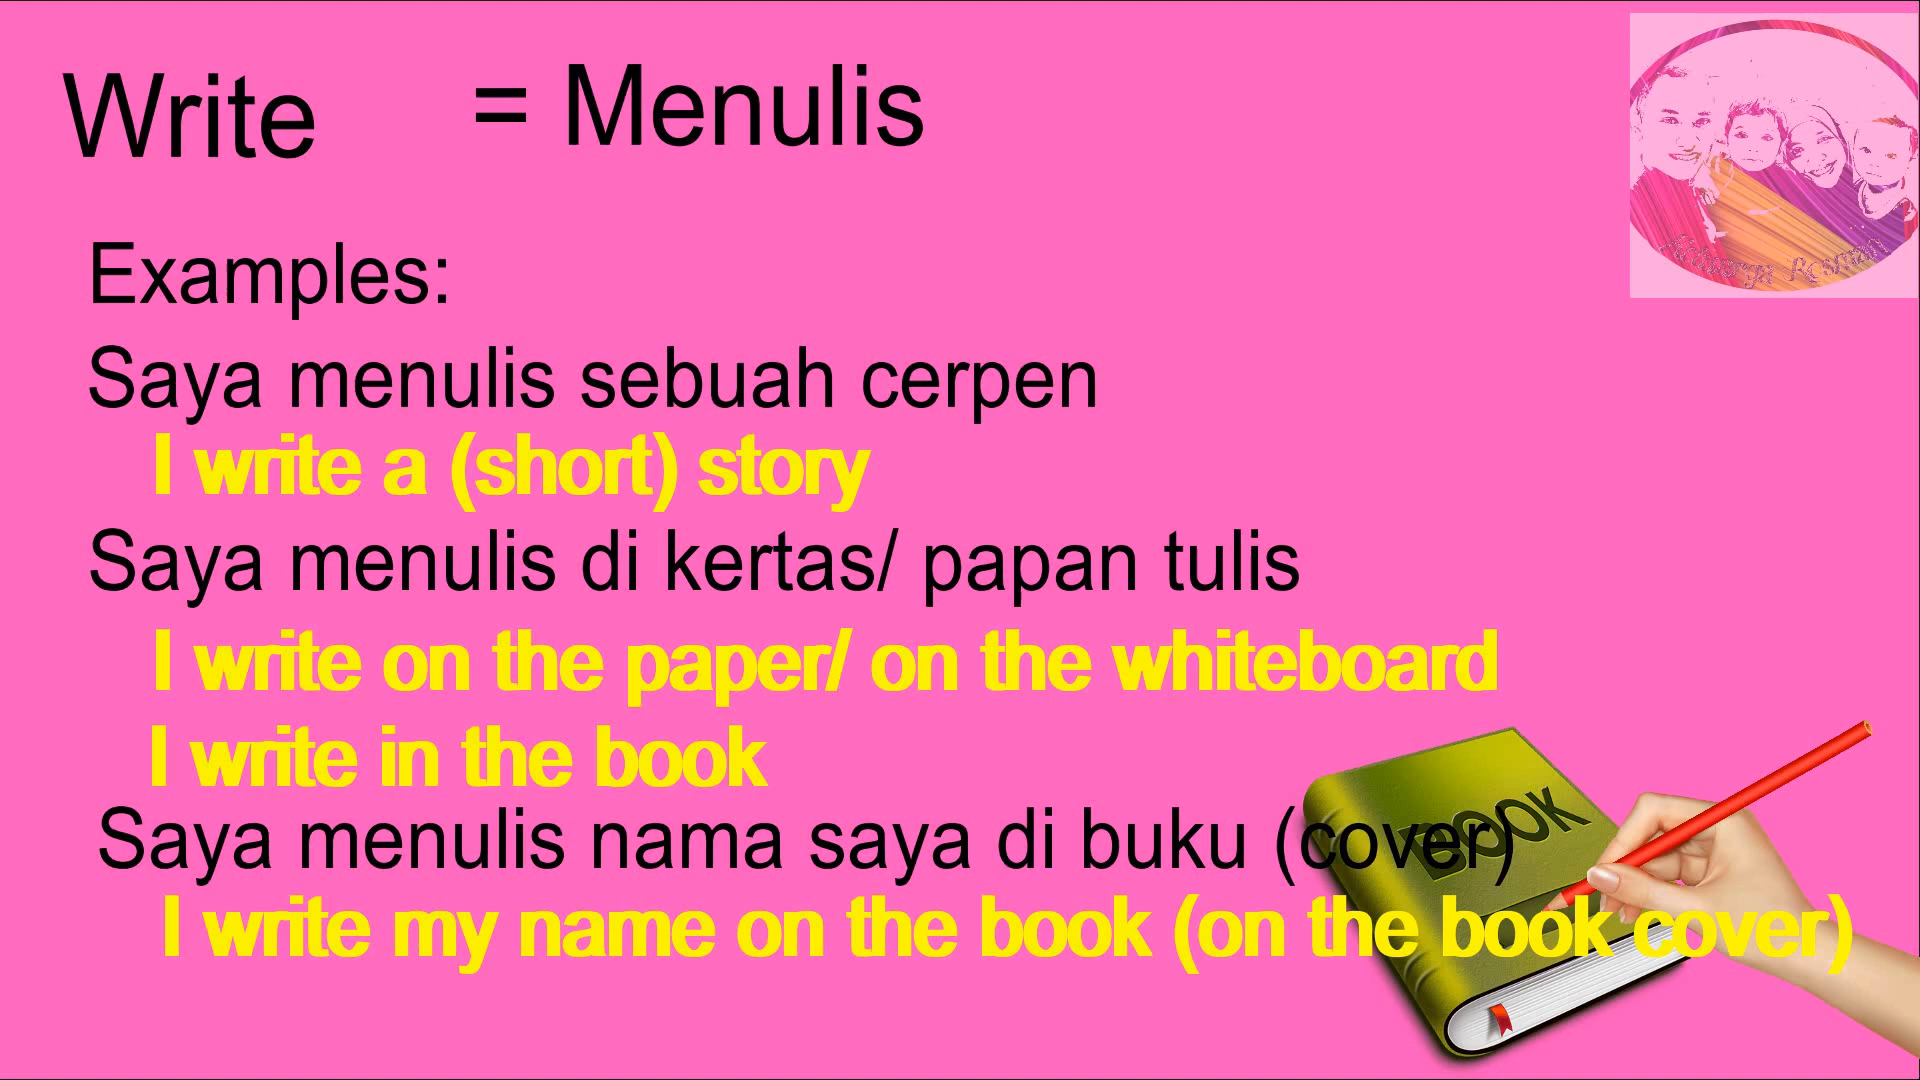 Write = Menulis
Examples:
Saya menulis sebuah cerpen
I write a (short) story
Saya menulis di kertas/ papan tulis
I write on the paper/ on the whiteboard
I write in the book
BOOK
Saya menulis nama saya di buku (cover)
I write my name on the book (on the book cover)